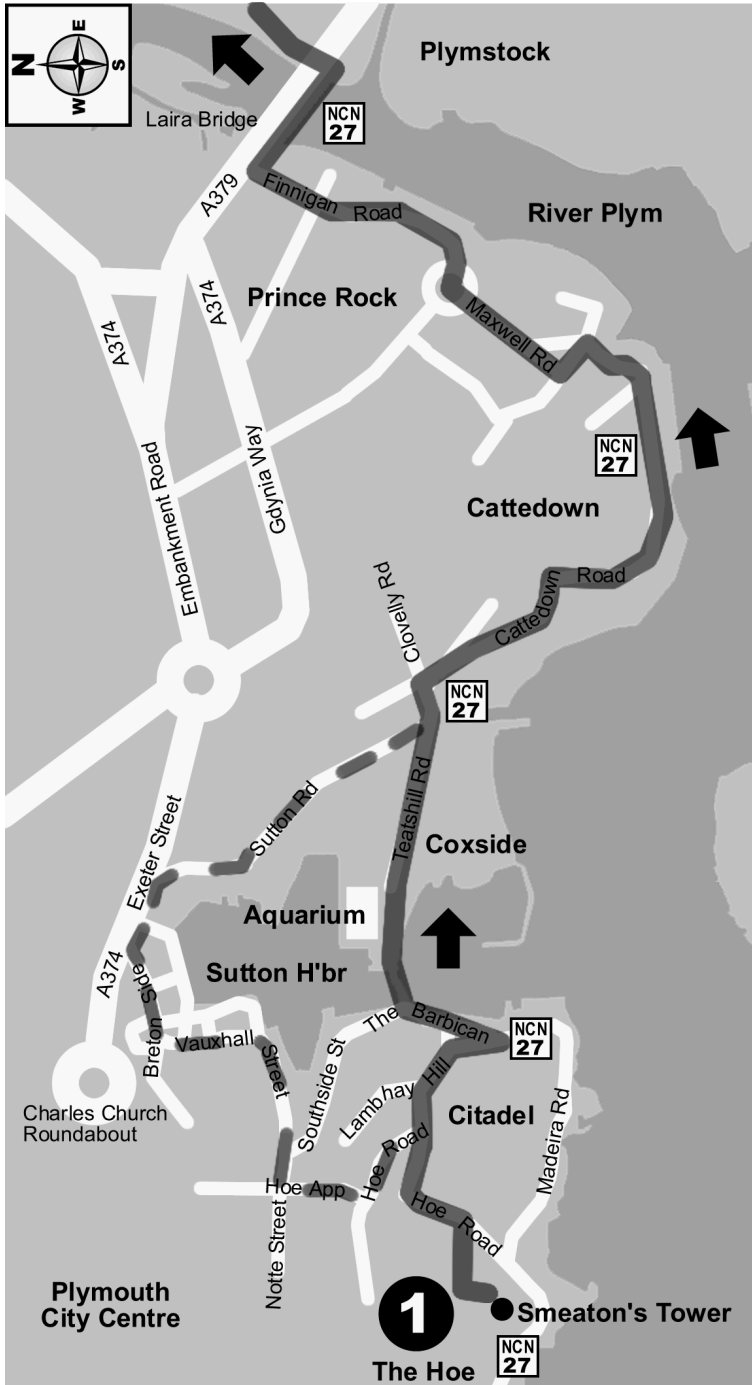 E
N
S
W
Plymstock
Laira Bridge
NCN
27
A379
Finnigan Road
River Plym
A374
A374
Prince Rock
Maxwell Rd
NCN
27
Embankment Road
Gdynia Way
Cattedown
Clovelly Rd
Cattedown Road
NCN
27
Sutton Rd
Teatshill Rd
Exeter Street
Coxside
Aquarium
A374
Sutton H'br
Breton Side
The Barbican
NCN
27
Vauxhall Street
Southside St
Lambhay Hill
Citadel
Madeira Rd
Charles Church
Roundabout
Hoe Road
Hoe App
Hoe Road
Notte Street
Plymouth
City Centre
1
Smeaton's Tower
The Hoe
NCN
27